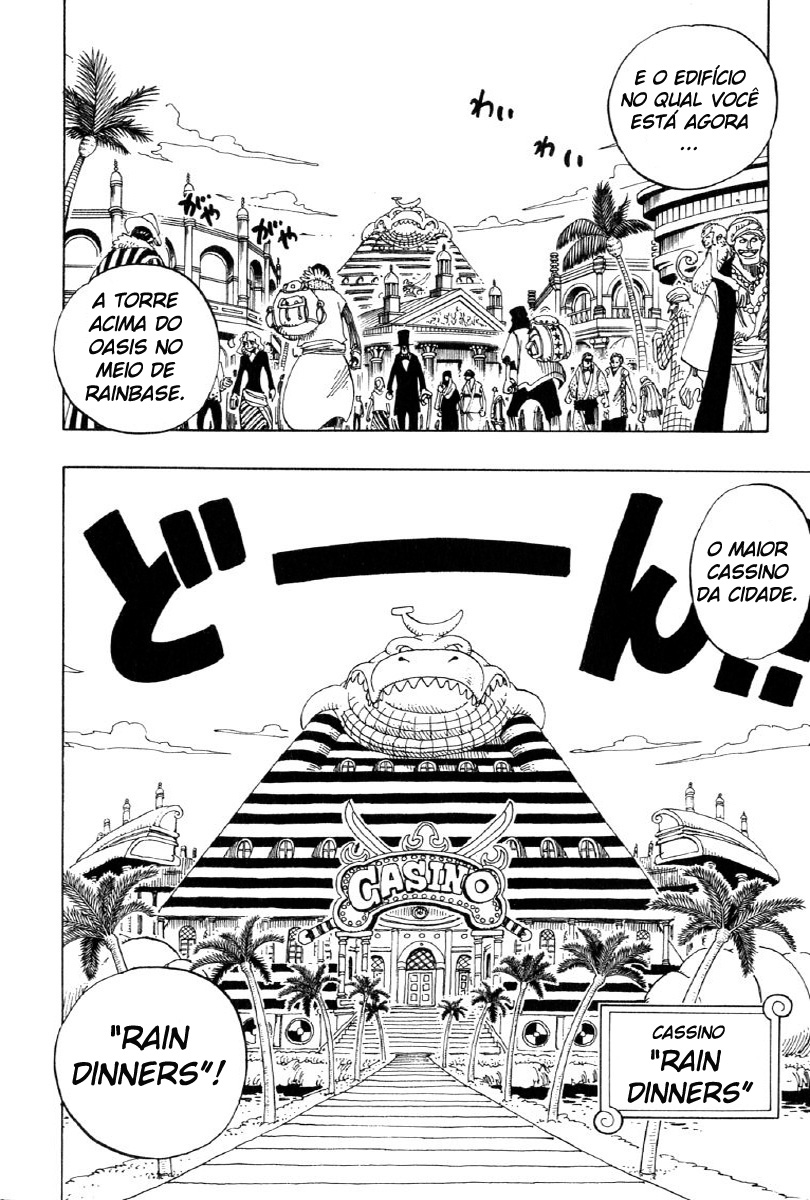 E O EDIFÍCIO
NO QUAL VOCÊ
ESTÁ AGORA
...
わい
わい
がや
がや
A TORRE
ACIMA DO
OASIS NO
MEIO DE
RAINBASE.
O MAIOR
CASSINO
DA CIDADE.
どーん!!
CASINO
"RAIN
DINNERS"!
CASSINO
"RAIN
DINNERS"